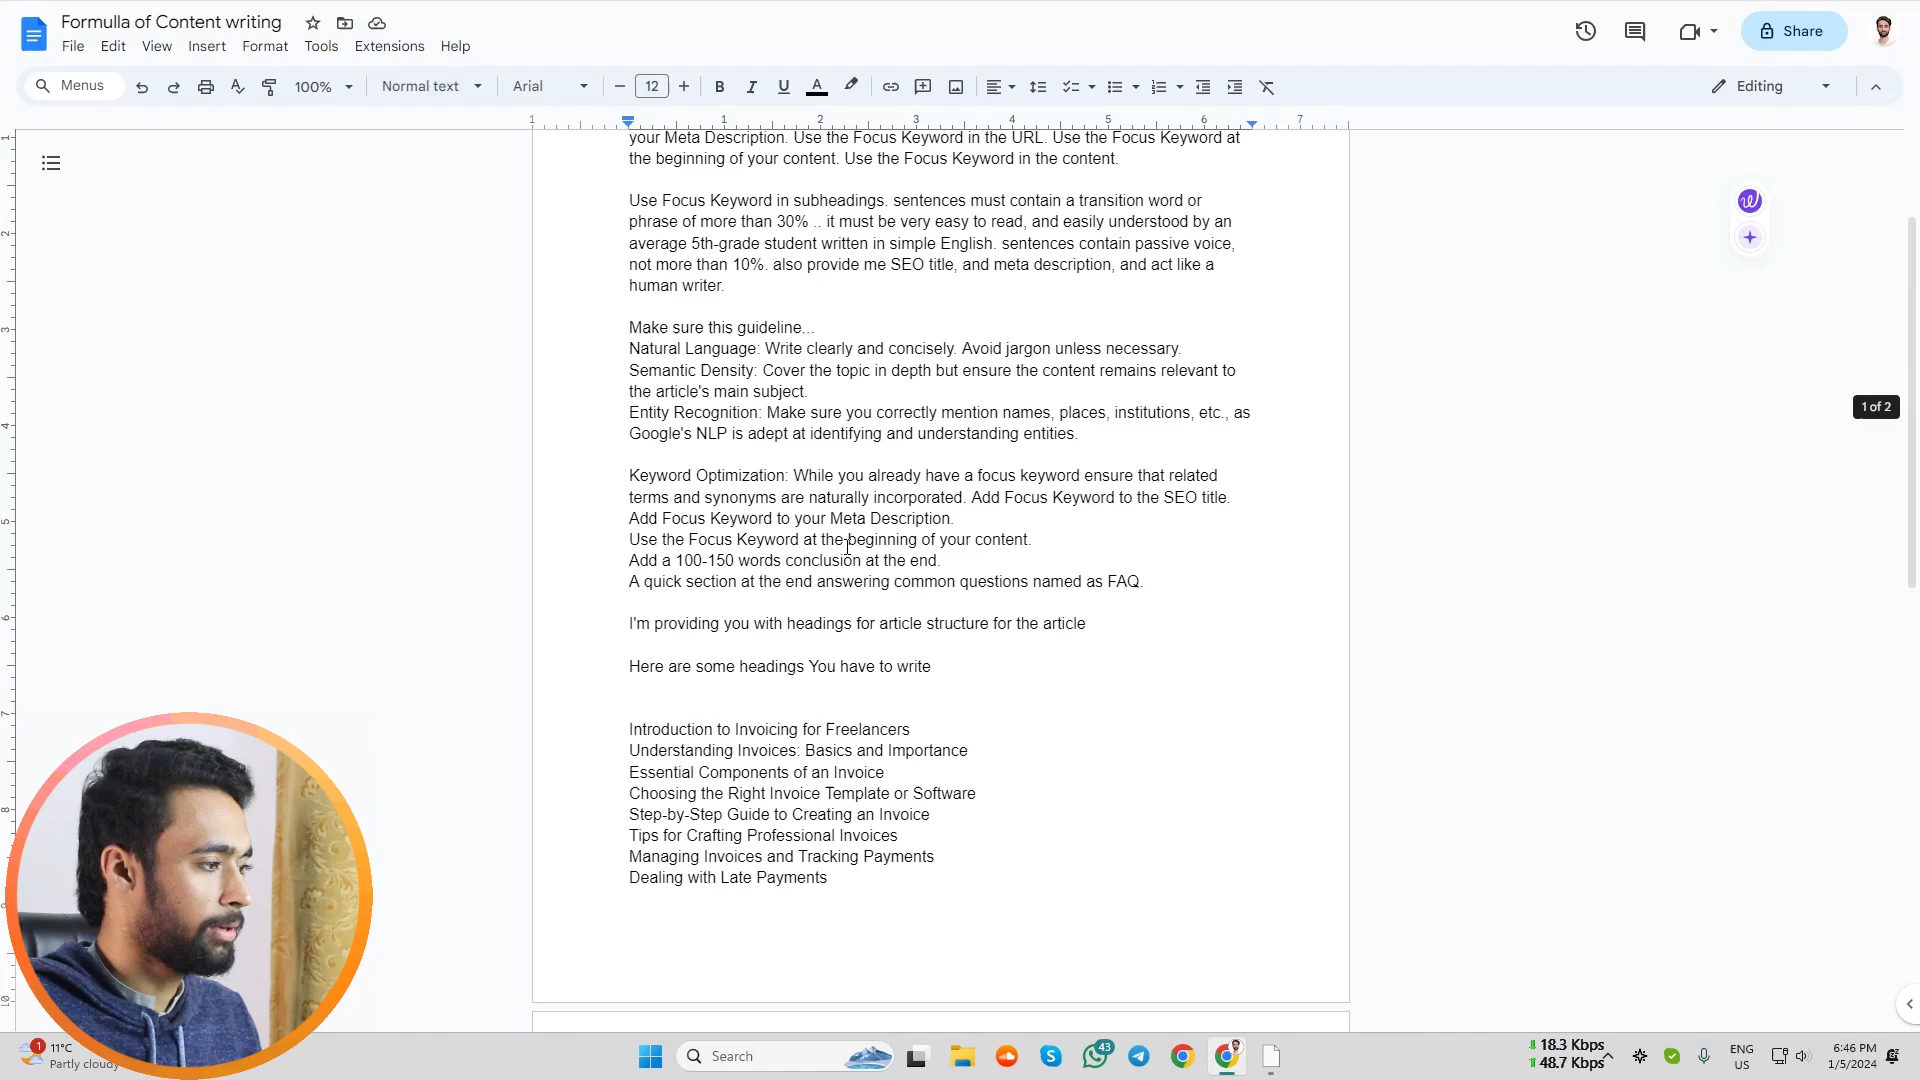 Formulla of Content writing
File Edit View Insert Format Tools Extensions Help
Share
Menus 100% Normal text Arial 12 B I U A Editing
1 1 2 3 4 5 6 7
your Meta Description. Use the Focus Keyword in the URL. Use the Focus Keyword at
the beginning of your content. Use the Focus Keyword in the content.
Use Focus Keyword in subheadings. sentences must contain a transition word or
phrase of more than 30% .. it must be very easy to read, and easily understood by an
average 5th-grade student written in simple English. sentences contain passive voice,
not more than 10%. also provide me SEO title, and meta description, and act like a
human writer.
Make sure this guideline...
Natural Language: Write clearly and concisely. Avoid jargon unless necessary.
Semantic Density: Cover the topic in depth but ensure the content remains relevant to
the article's main subject.
Entity Recognition: Make sure you correctly mention names, places, institutions, etc., as
Google's NLP is adept at identifying and understanding entities.
1 of 2
Keyword Optimization: While you already have a focus keyword ensure that related
terms and synonyms are naturally incorporated. Add Focus Keyword to the SEO title.
Add Focus Keyword to your Meta Description.
Use the Focus Keyword at the beginning of your content.
Add a 100-150 words conclusion at the end.
A quick section at the end answering common questions named as FAQ.
I'm providing you with headings for article structure for the article
Here are some headings You have to write
Introduction to Invoicing for Freelancers
Understanding Invoices: Basics and Importance
Essential Components of an Invoice
Choosing the Right Invoice Template or Software
Step-by-Step Guide to Creating an Invoice
Tips for Crafting Professional Invoices
Managing Invoices and Tracking Payments
Dealing with Late Payments
1 11°C
Partly cloudy
Search
43
18.3 Kbps
48.7 Kbps
ENG
US
6:46 PM
1/5/2024